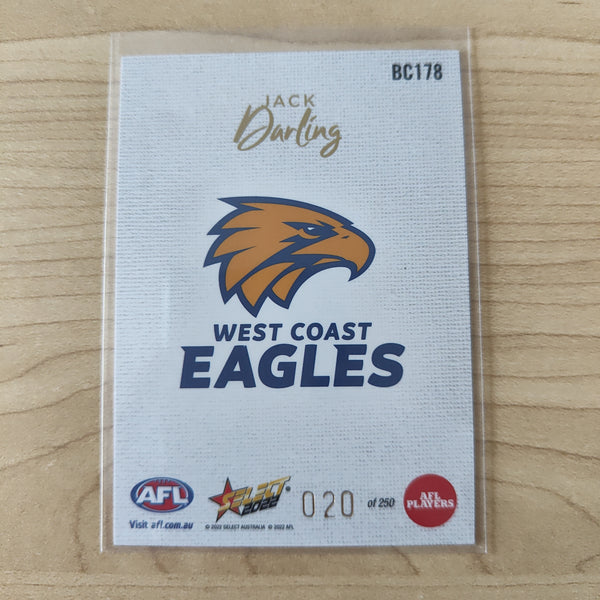 BC178
JACK
Darling
WEST COAST
EAGLES
AFL
SELECT
2022
020 of 250
AFL
PLAYERS
Visit afl.com.au
© 2022 SELECT AUSTRALIA © 2022 AFL